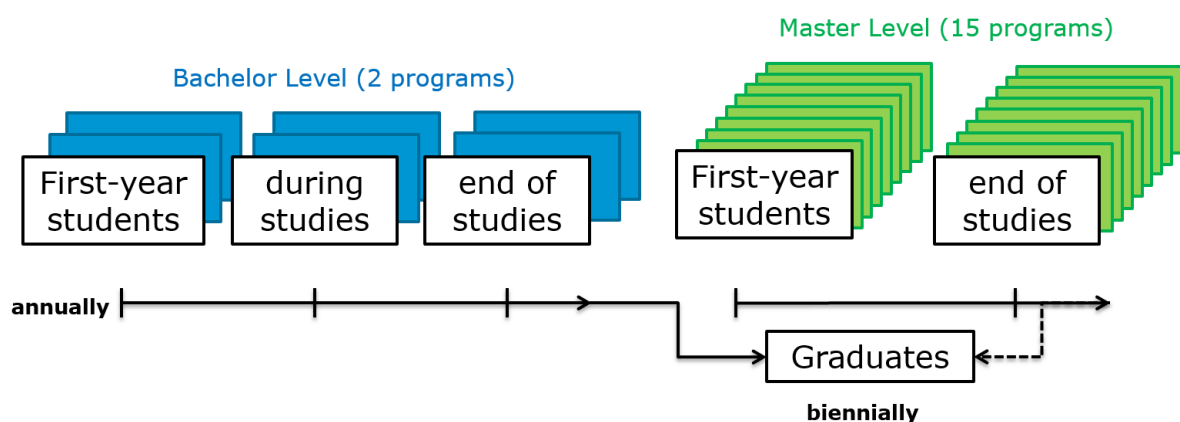 Master Level (15 programs)
Bachelor Level (2 programs)
First-year
students
during
studies
end of
studies
First-year
students
end of
studies
annually
Graduates
biennially